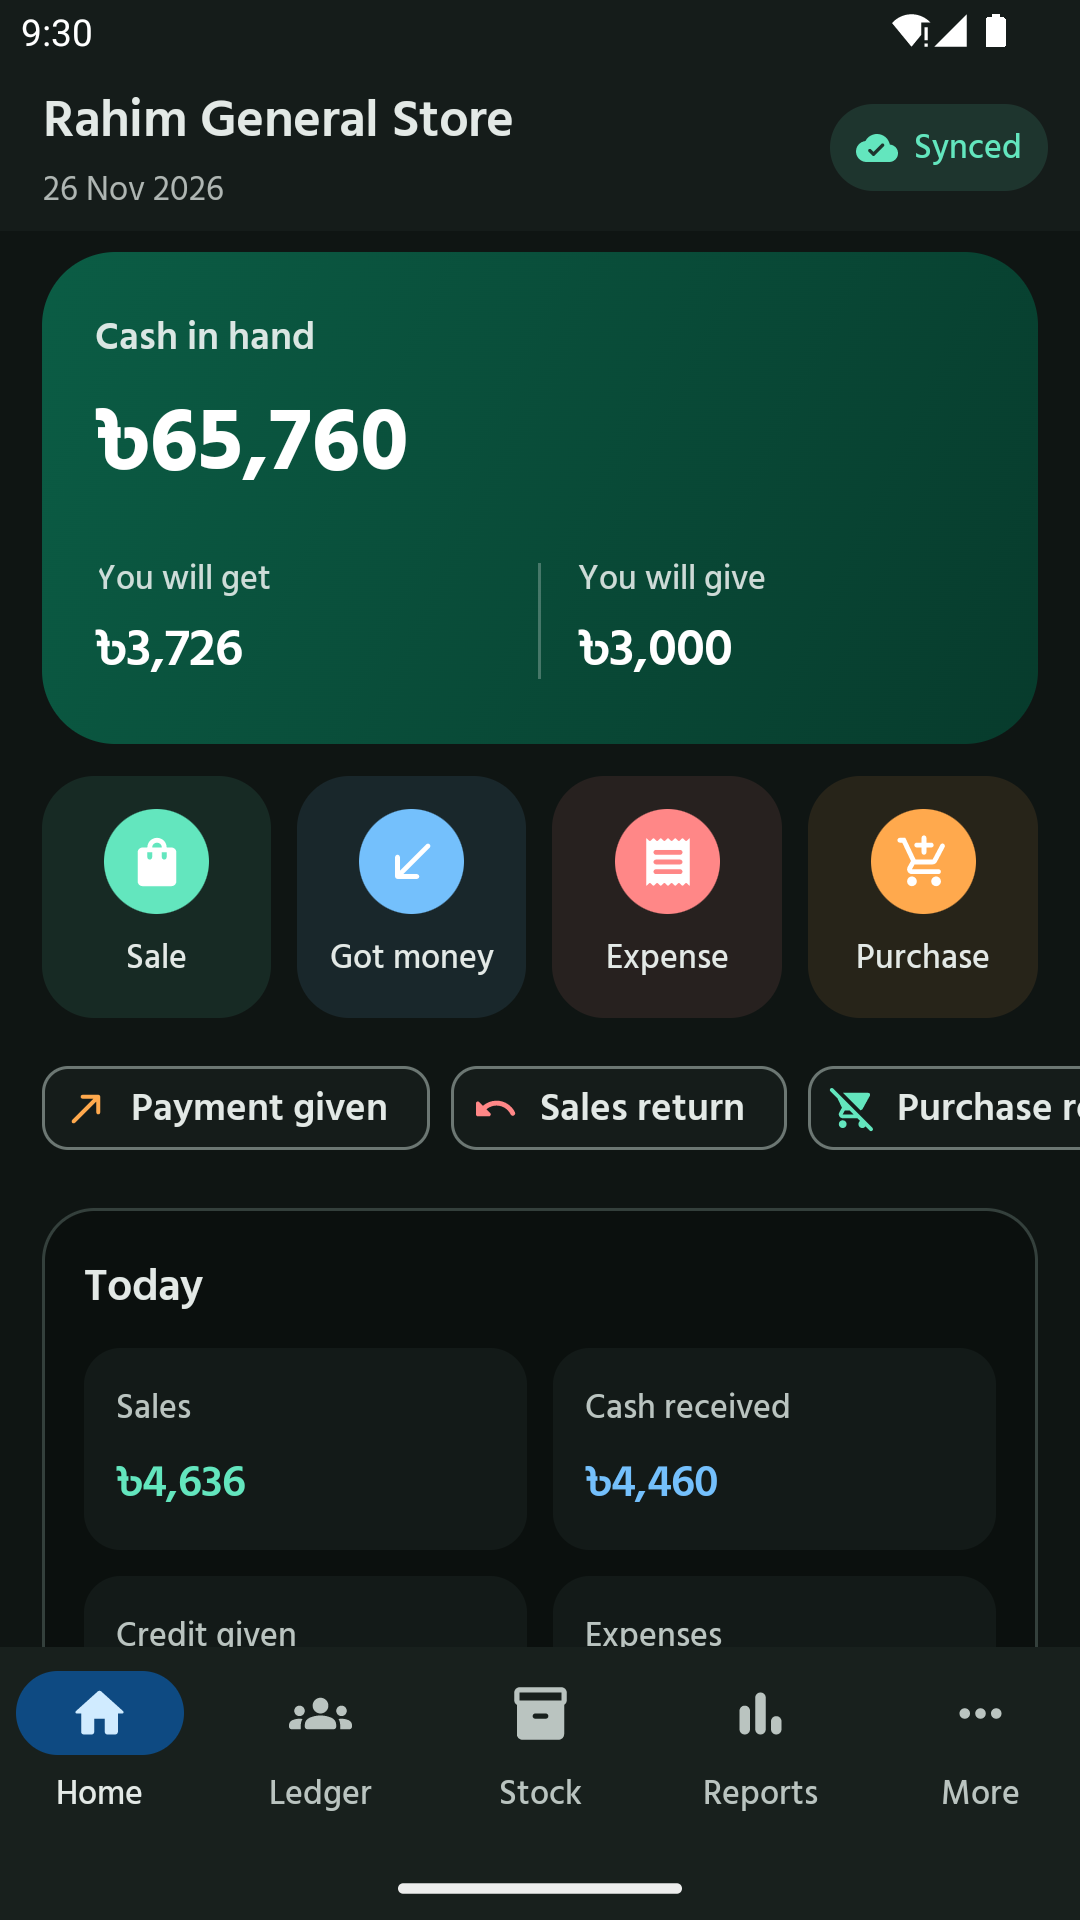 9:30
Rahim General Store
26 Nov 2026
Synced
Cash in hand
৳65,760
You will get
৳3,726
You will give
৳3,000
Sale
Got money
Expense
Purchase
Payment given
Sales return
Purchase
Today
Sales
৳4,636
Cash received
৳4,460
Credit given
Expenses
Home
Ledger
Stock
Reports
More